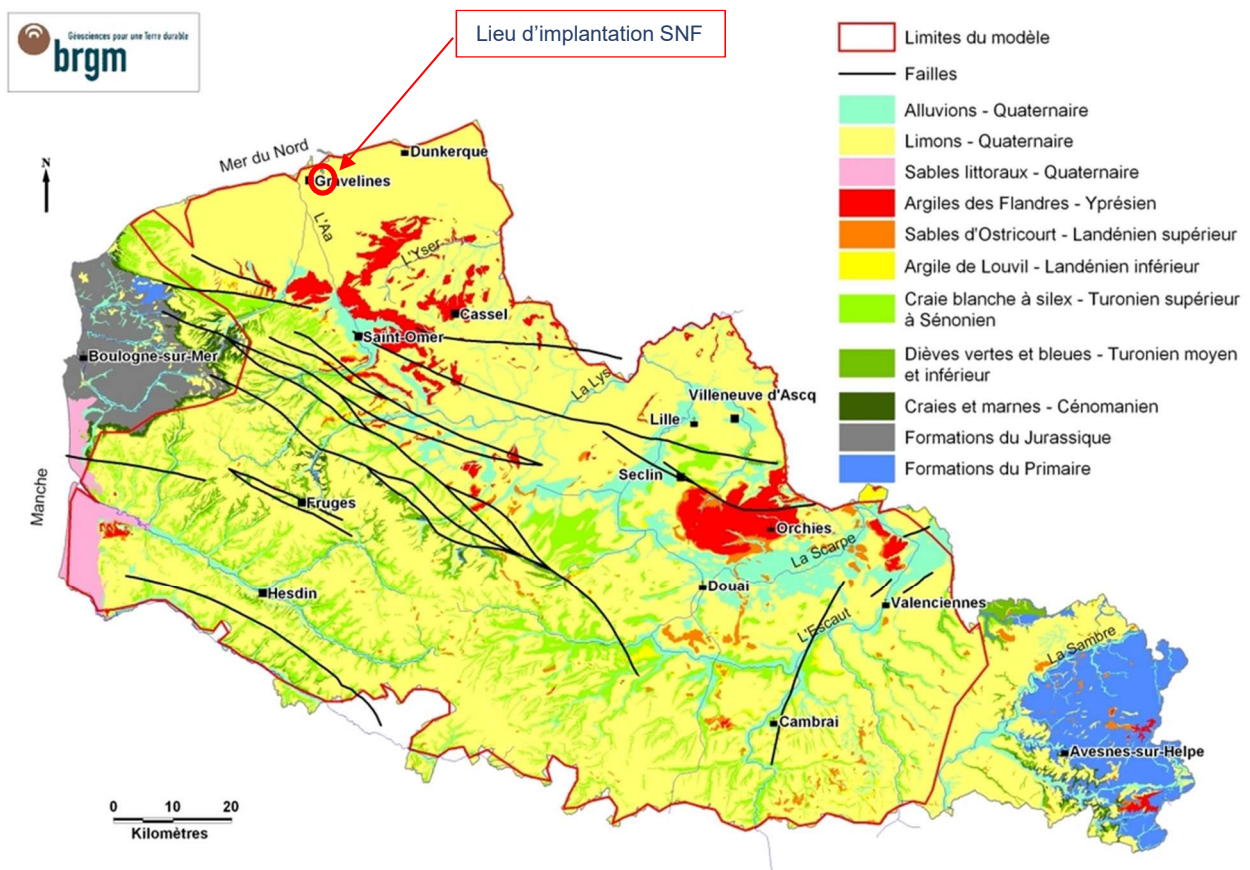 Géosciences pour une Terre durable
brgm
Lieu d'implantation SNF
Limites du modèle
Failles
Alluvions - Quaternaire
Limons - Quaternaire
Sables littoraux - Quaternaire
Argiles des Flandres - Yprésien
Sables d'Ostricourt - Landénien supérieur
Argile de Louvil - Landénien inférieur
Craie blanche à silex - Turonien supérieur
à Sénonien
Dièves vertes et bleues - Turonien moyen
et inférieur
Craies et marnes - Cénomanien
Formations du Jurassique
Formations du Primaire
N
Mer du Nord
Dunkerque
Gravelines
L'Aa
L'Yser
Cassel
Saint-Omer
Boulogne-sur-Mer
La Lys
Villeneuve d'Ascq
Lille
Seclin
Manche
Fruges
Orchies
La Scarpe
Douai
Hesdin
Valenciennes
L'Escaut
La Sambre
Cambrai
Avesnes-sur-Helpe
0 10 20
Kilomètres